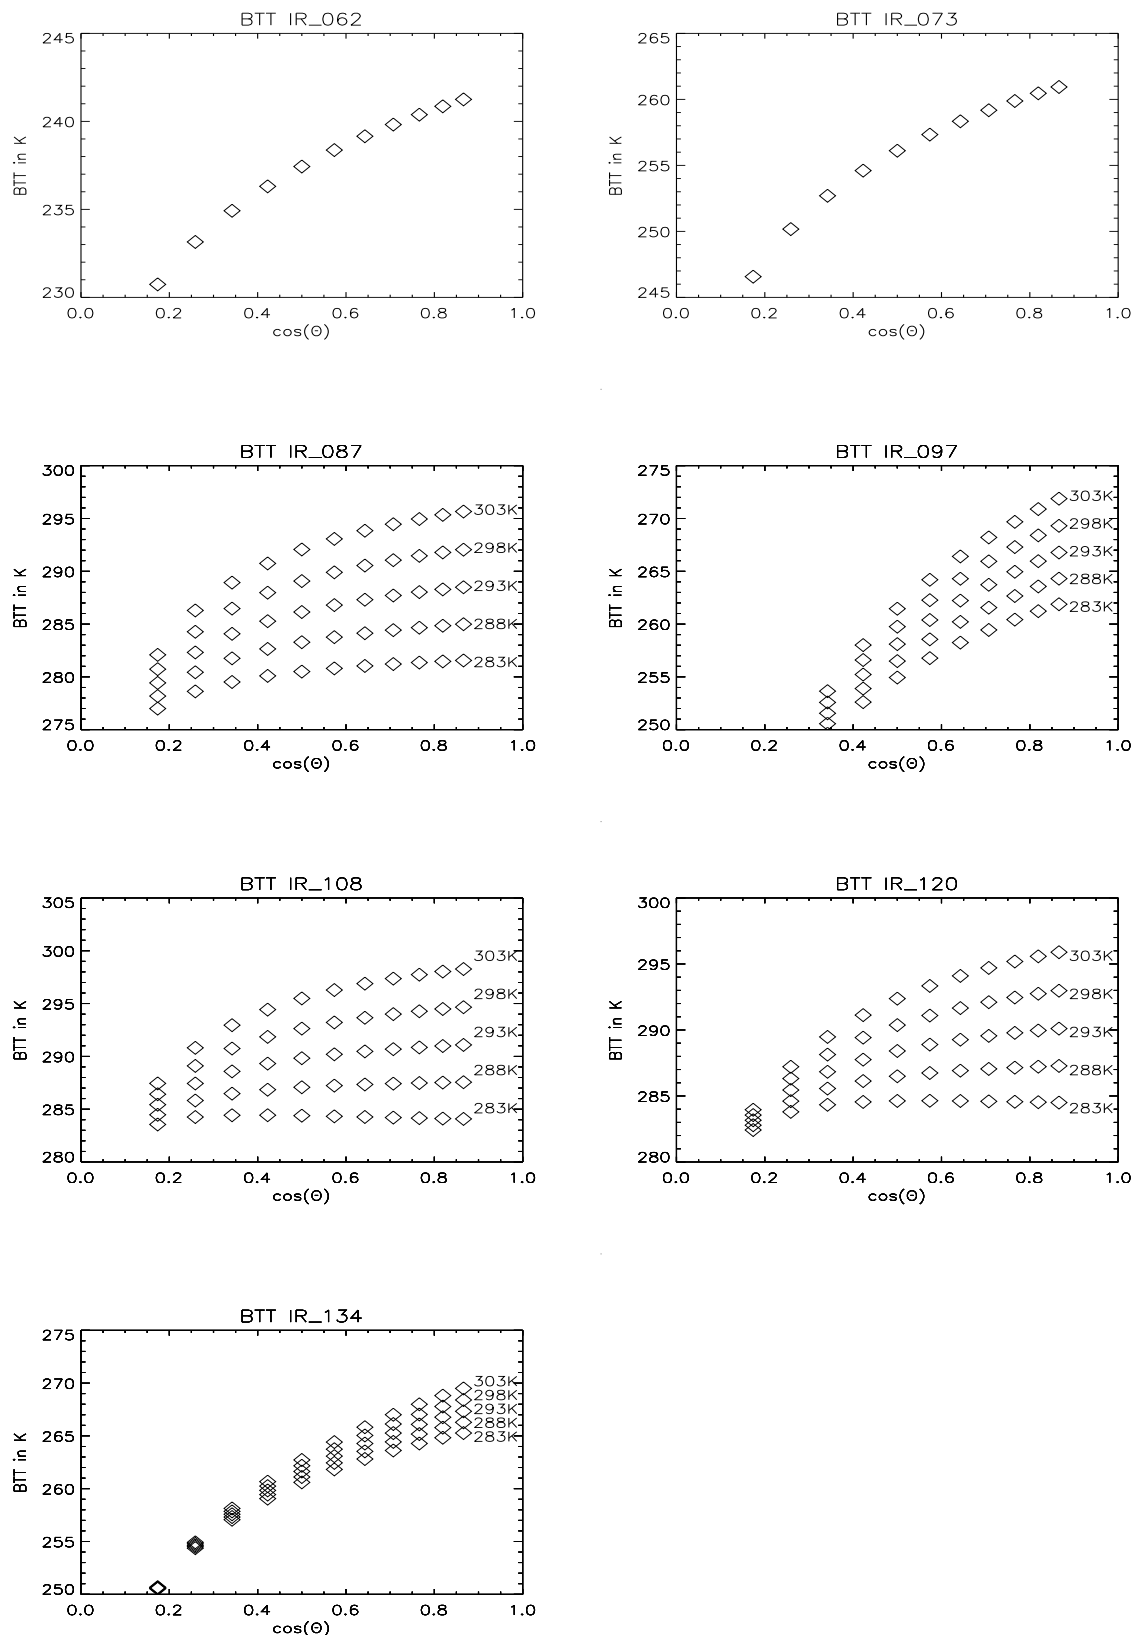 BTT IR_062
245
240
235
230
BTT in K
0.0 0.2 0.4 0.6 0.8 1.0
cos(Θ)
BTT IR_073
265
260
255
250
245
BTT in K
0.0 0.2 0.4 0.6 0.8 1.0
cos(Θ)
BTT IR_087
300
295
290
285
280
275
BTT in K
303K
298K
293K
288K
283K
0.0 0.2 0.4 0.6 0.8 1.0
cos(Θ)
BTT IR_097
275
270
265
260
255
250
BTT in K
303K
298K
293K
288K
283K
0.0 0.2 0.4 0.6 0.8 1.0
cos(Θ)
BTT IR_108
305
300
295
290
285
280
BTT in K
303K
298K
293K
288K
283K
0.0 0.2 0.4 0.6 0.8 1.0
cos(Θ)
BTT IR_120
300
295
290
285
280
BTT in K
303K
298K
293K
288K
283K
0.0 0.2 0.4 0.6 0.8 1.0
cos(Θ)
BTT IR_134
275
270
265
260
255
250
BTT in K
303K
298K
293K
288K
283K
0.0 0.2 0.4 0.6 0.8 1.0
cos(Θ)